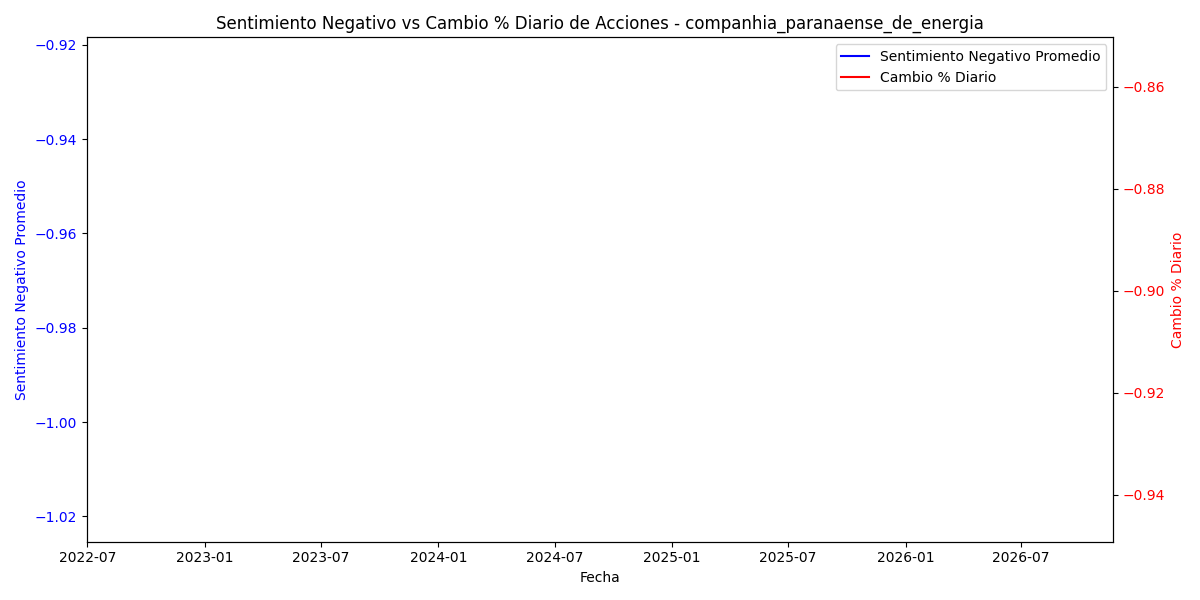 Sentimiento Negativo vs Cambio % Diario de Acciones - companhia_paranaense_de_energia
Sentimiento Negativo Promedio
Cambio % Diario
−0.92
−0.94
−0.96
−0.98
−1.00
−1.02
Sentimiento Negativo Promedio
−0.86
−0.88
−0.90
−0.92
−0.94
Cambio % Diario
2022-07 2023-01 2023-07 2024-01 2024-07 2025-01 2025-07 2026-01 2026-07
Fecha